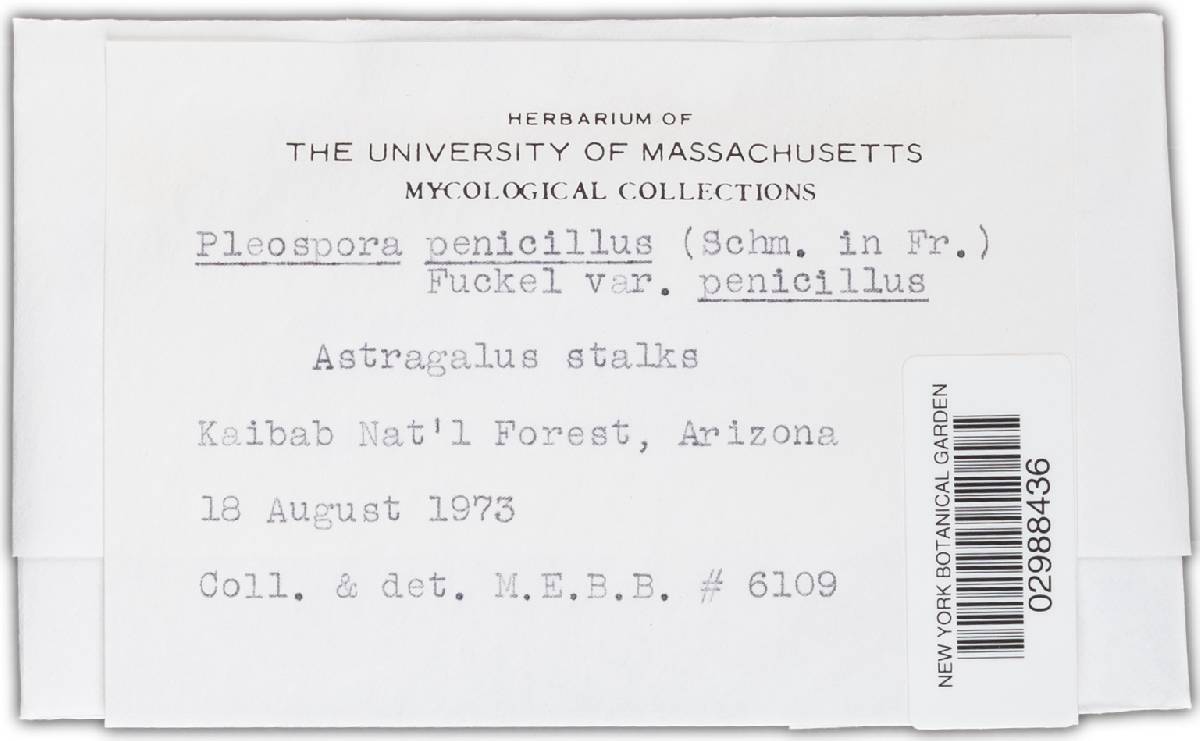 HERBARIUM OF
THE UNIVERSITY OF MASSACHUSETTS
MYCOLOGICAL COLLECTIONS
Pleospora penicillus (Schm. in Fr.)
Fuckel var. penicillus
Astragalus stalks
Kaibab Nat'l Forest, Arizona
18 August 1973
Coll. & det. M.E.B.B. # 6109
NEW YORK BOTANICAL GARDEN
02988436